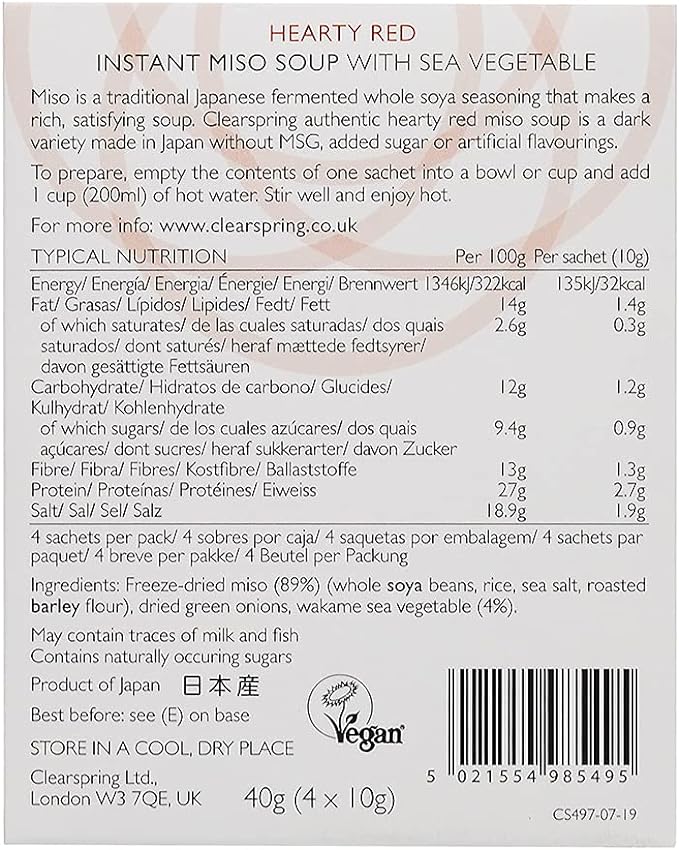 HEARTY RED
INSTANT MISO SOUP WITH SEA VEGETABLE
Miso is a traditional Japanese fermented whole soya seasoning that makes a
rich, satisfying soup. Clearspring authentic hearty red miso soup is a dark
variety made in Japan without MSG, added sugar or artificial flavourings.
To prepare, empty the contents of one sachet into a bowl or cup and add
1 cup (200ml) of hot water. Stir well and enjoy hot.
For more info: www.clearspring.co.uk
TYPICAL NUTRITION Per 100g Per sachet (10g)
Energy/ Energía/ Energia/ Énergie/ Energi/ Brennwert 1346kJ/322kcal 135kJ/32kcal
Fat/ Grasas/ Lípidos/ Lipides/ Fedt/ Fett 14g 1.4g
of which saturates/ de las cuales saturadas/ dos quais 2.6g 0.3g
saturados/ dont saturés/ heraf mættede fedtsyrer/
davon gesättigte Fettsäuren
Carbohydrate/ Hidratos de carbono/ Glucides/ 12g 1.2g
Kulhydrat/ Kohlenhydrate
of which sugars/ de los cuales azúcares/ dos quais 9.4g 0.9g
açúcares/ dont sucres/ heraf sukkerarter/ davon Zucker
Fibre/ Fibra/ Fibres/ Kostfibre/ Ballaststoffe 13g 1.3g
Protein/ Proteínas/ Protéines/ Eiweiss 27g 2.7g
Salt/ Sal/ Sel/ Salz 18.9g 1.9g
4 sachets per pack/ 4 sobres por caja/ 4 saquetas por embalagem/ 4 sachets par
paquet/ 4 breve per pakke/ 4 Beutel per Packung
Ingredients: Freeze-dried miso (89%) (whole soya beans, rice, sea salt, roasted
barley flour), dried green onions, wakame sea vegetable (4%).
May contain traces of milk and fish
Contains naturally occuring sugars
Product of Japan 日本産
Best before: see (E) on base
STORE IN A COOL, DRY PLACE
Vegan
Clearspring Ltd.,
London W3 7QE, UK 40g (4 x 10g)
5 021554 985495
CS497-07-19